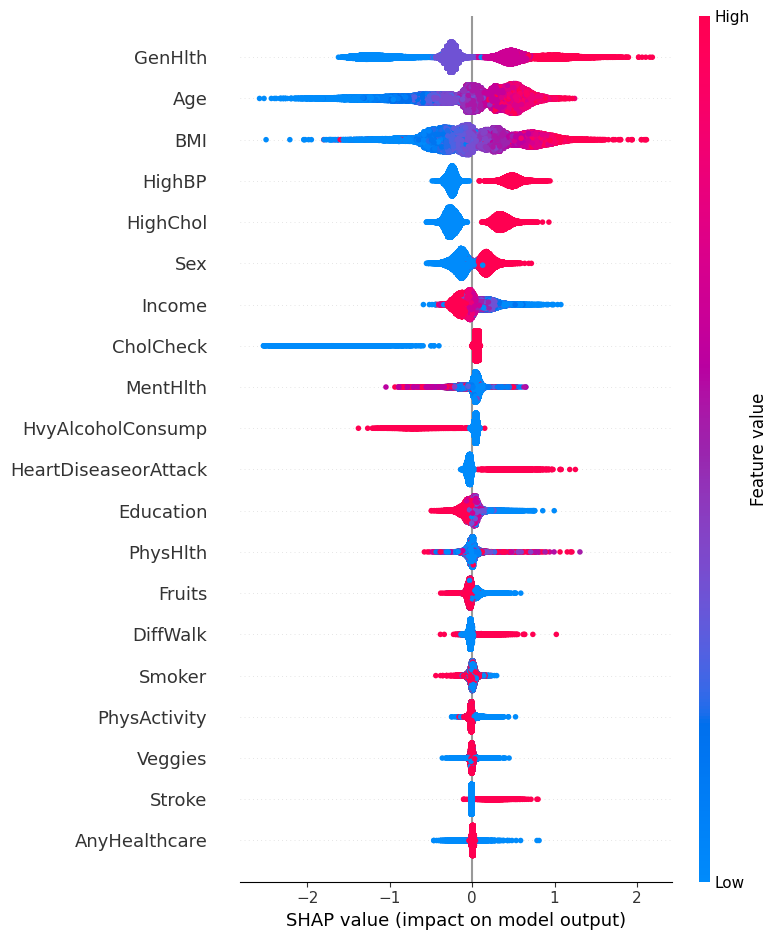 High
GenHlth
Age
BMI
HighBP
HighChol
Sex
Income
CholCheck
MentHlth
HvyAlcoholConsump
HeartDiseaseorAttack
Education
PhysHlth
Fruits
DiffWalk
Smoker
PhysActivity
Veggies
Stroke
AnyHealthcare
Feature value
Low
−2 −1 0 1 2
SHAP value (impact on model output)